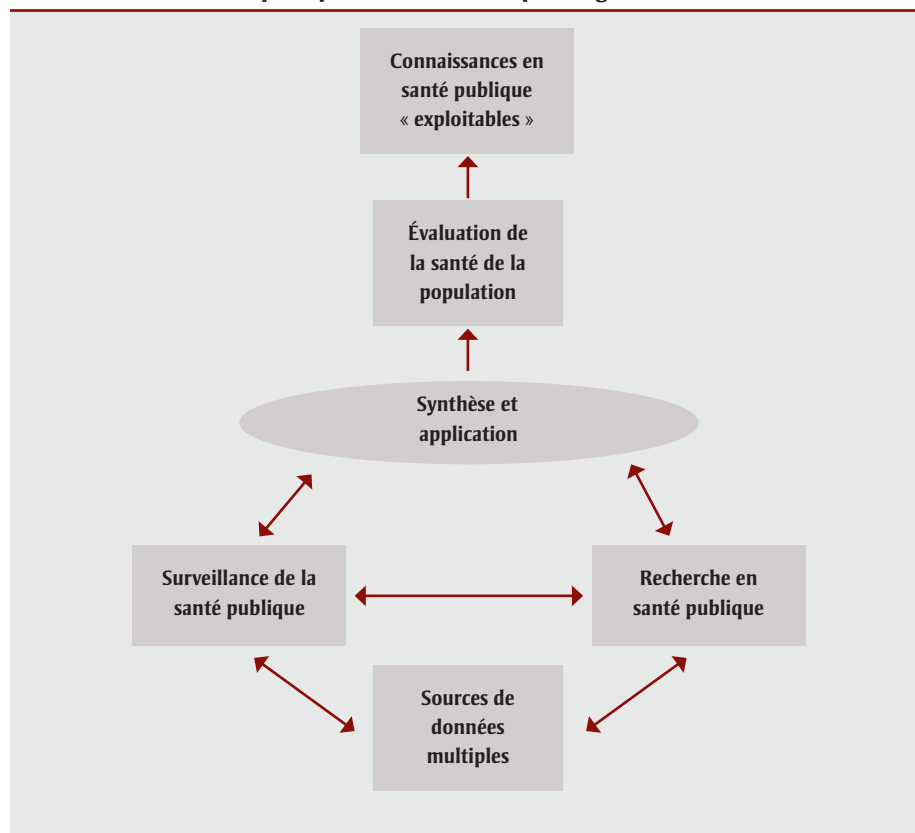 Connaissances en
santé publique
« exploitables »
Évaluation de
la santé de la
population
Synthèse et
application
Surveillance de la
santé publique
Recherche en
santé publique
Sources de
données
multiples